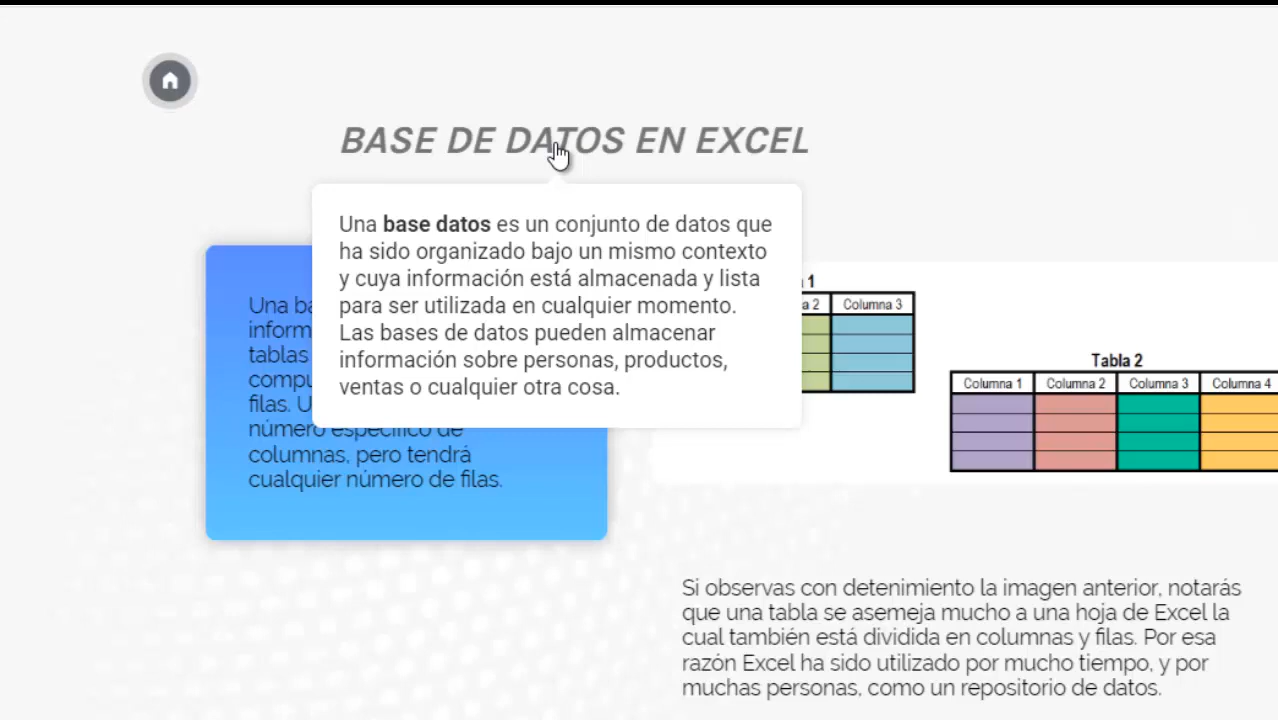 BASE DE DATOS EN EXCEL
Una base datos es un conjunto de datos que
ha sido organizado bajo un mismo contexto
y cuya información está almacenada y lista
para ser utilizada en cualquier momento.
Las bases de datos pueden almacenar
información sobre personas, productos,
ventas o cualquier otra cosa.
Una
tablas
filas.
número específico de
columnas, pero tendrá
cualquier número de filas.
1
2 Columna 3
Tabla 2
Columna 1 Columna 2 Columna 3 Columna 4
Si observas con detenimiento la imagen anterior, notarás
que una tabla se asemeja mucho a una hoja de Excel la
cual también está dividida en columnas y filas. Por esa
razón Excel ha sido utilizado por mucho tiempo, y por
muchas personas, como un repositorio de datos.